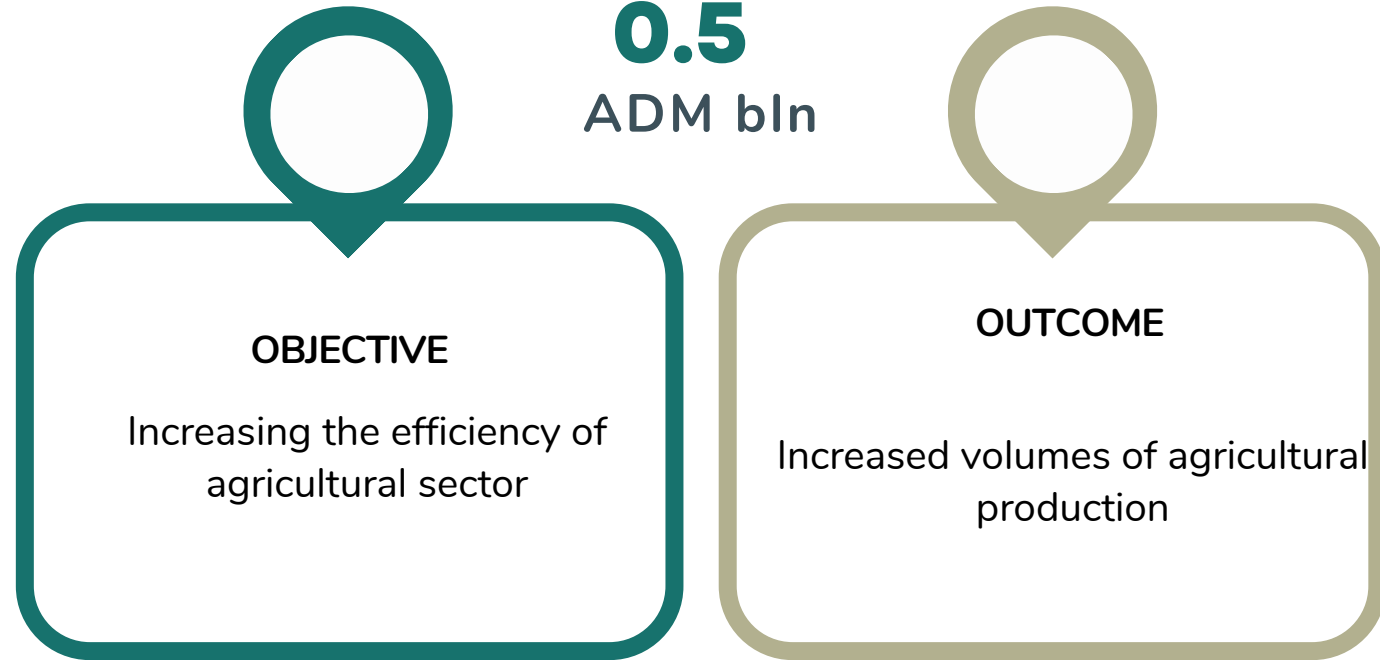 0.5
ADM bln
OBJECTIVE
Increasing the efficiency of
agricultural sector
OUTCOME
Increased volumes of agricultural
production